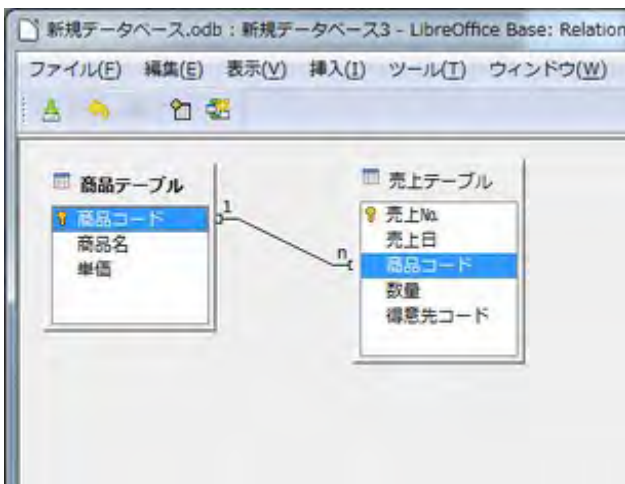 新規データベース.odb : 新規データベース3 - LibreOffice Base: Relation
ファイル(F) 編集(E) 表示(V) 挿入(I) ツール(T) ウィンドウ(W)
商品テーブル
商品コード
商品名
単価
1
n
売上テーブル
売上No.
売上日
商品コード
数量
得意先コード